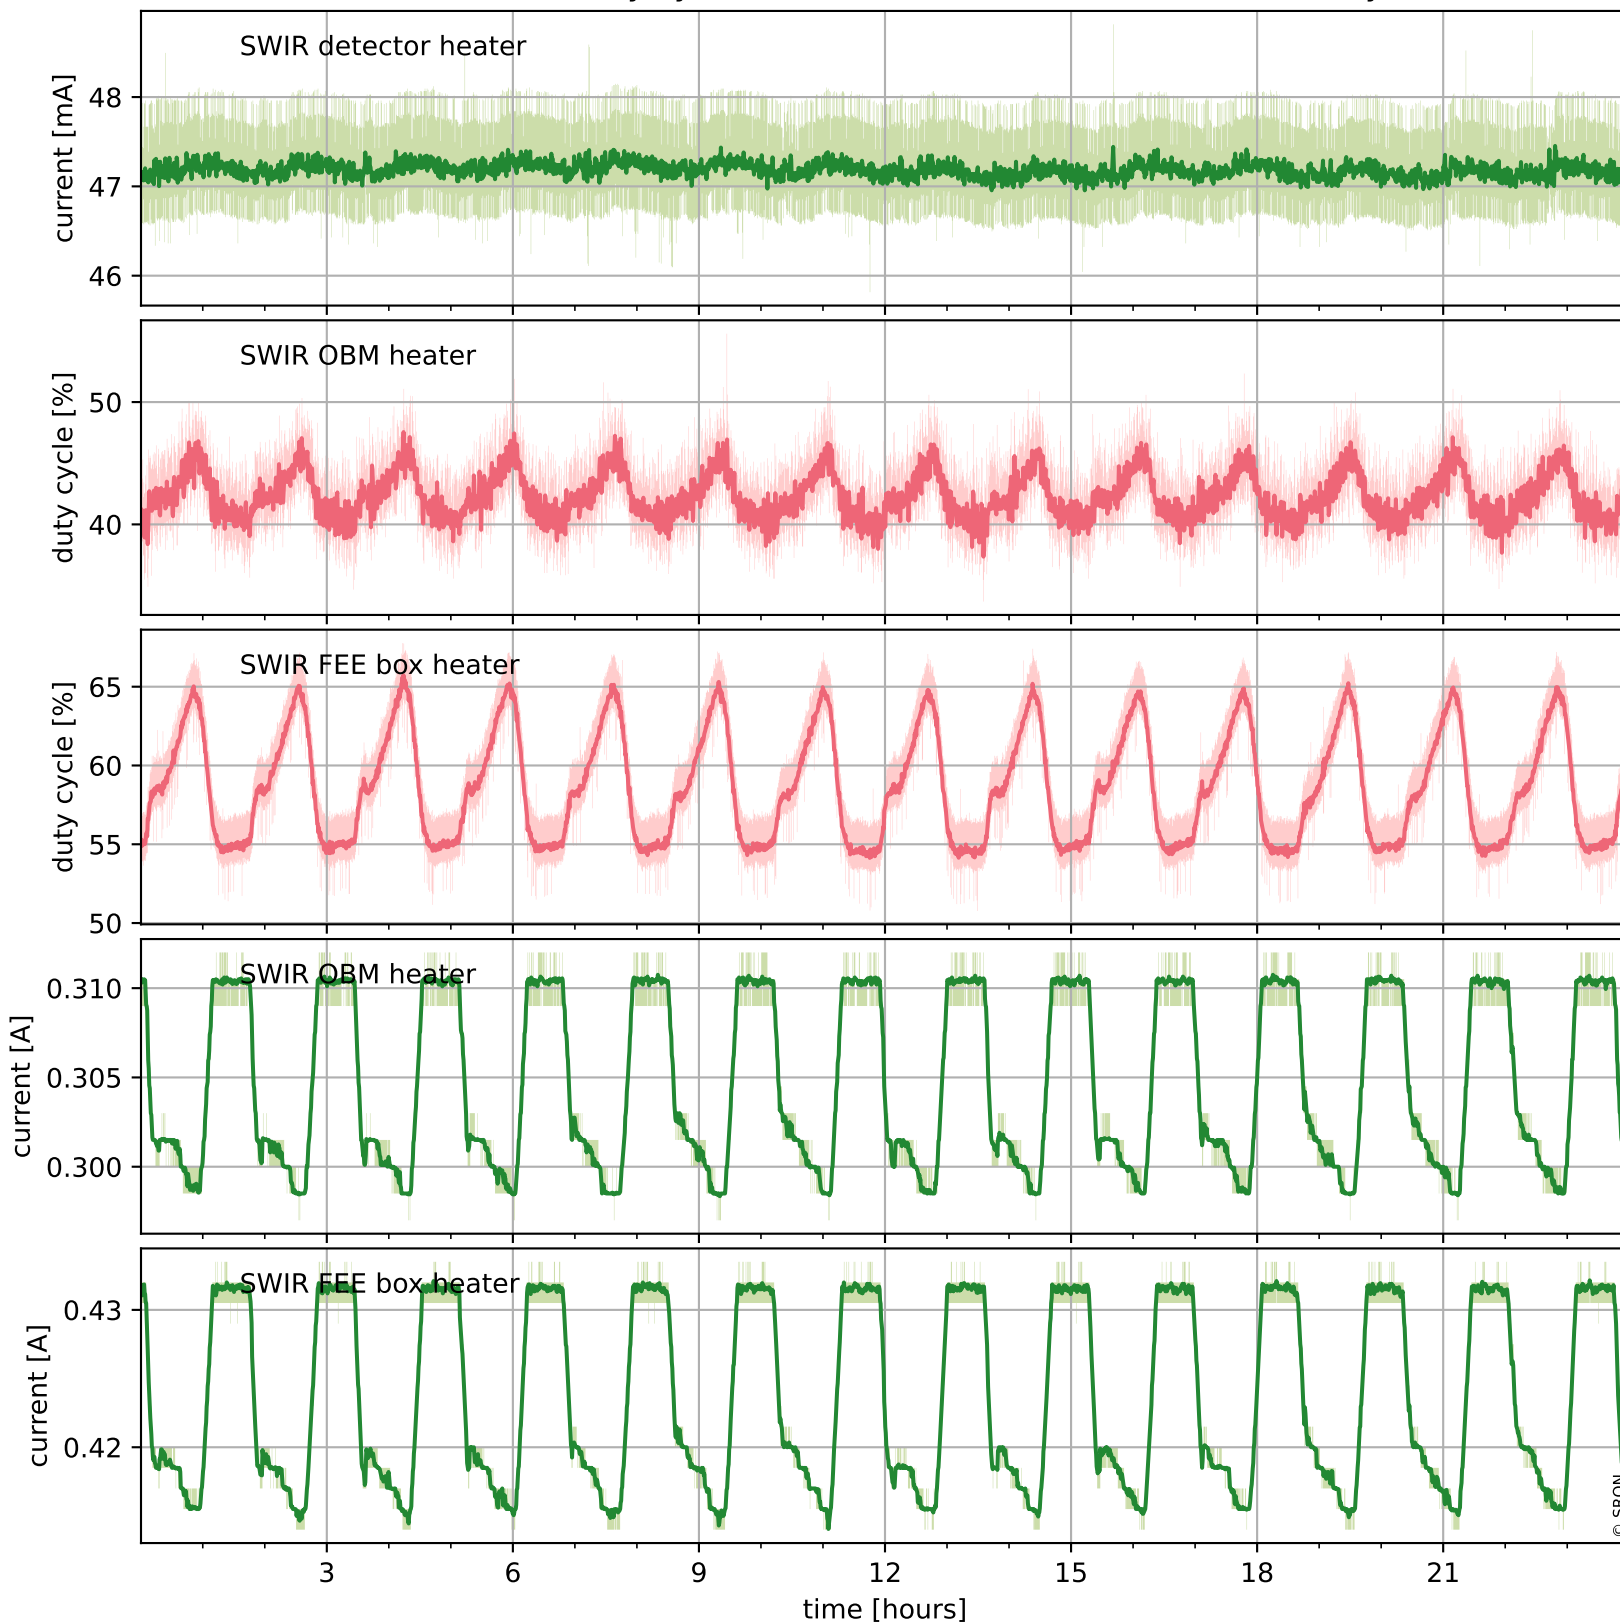 SWIR detector heater
current [mA]
48
47
46
SWIR OBM heater
duty cycle [%]
50
40
SWIR FEE box heater
duty cycle [%]
65
60
55
50
SWIR OBM heater
current [A]
0.310
0.305
0.300
SWIR FEE box heater
current [A]
0.43
0.42
3 6 9 12 15 18 21
time [hours]
© SRON